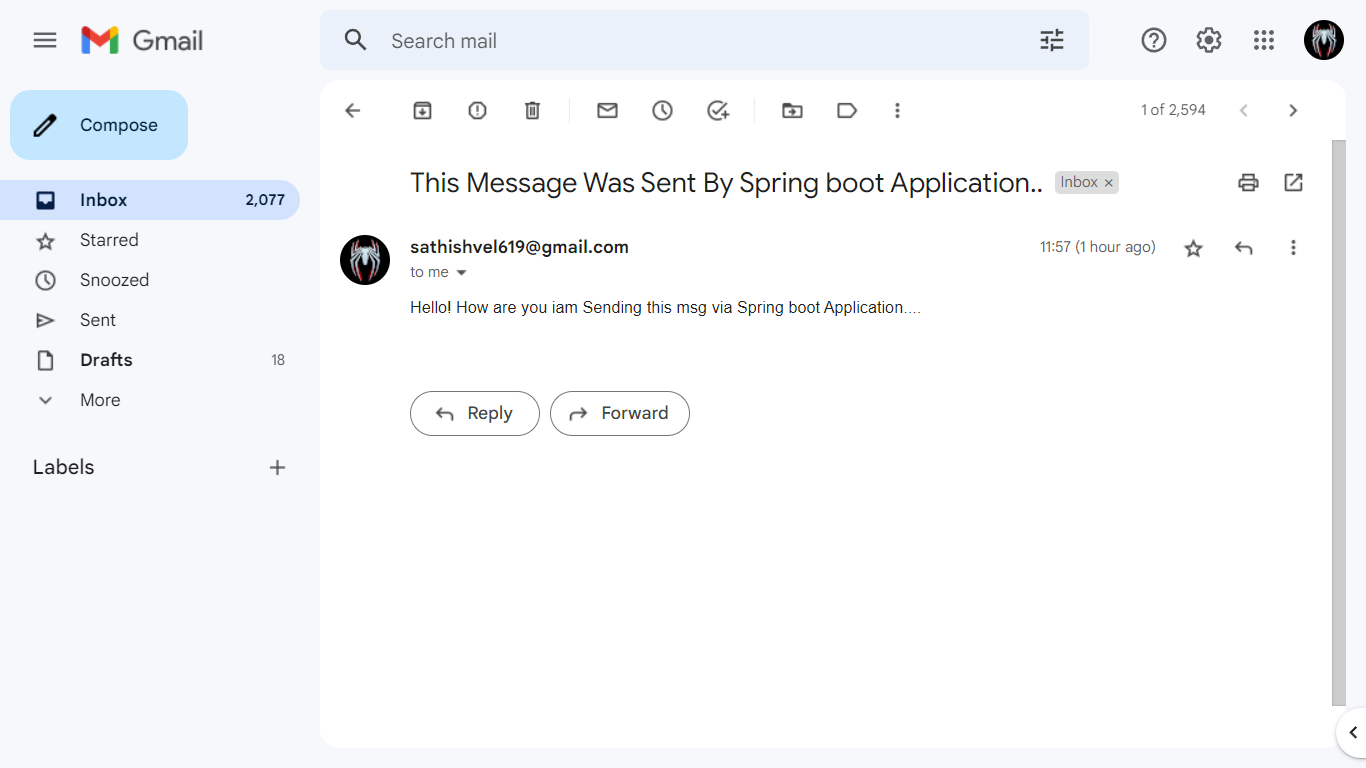 Gmail
Search mail
Compose
1 of 2,594
This Message Was Sent By Spring boot Application..
Inbox ×
Inbox 2,077
Starred
Snoozed
Sent
Drafts 18
More
Labels
sathishvel619@gmail.com
11:57 (1 hour ago)
to me
Hello! How are you iam Sending this msg via Spring boot Application....
Reply
Forward